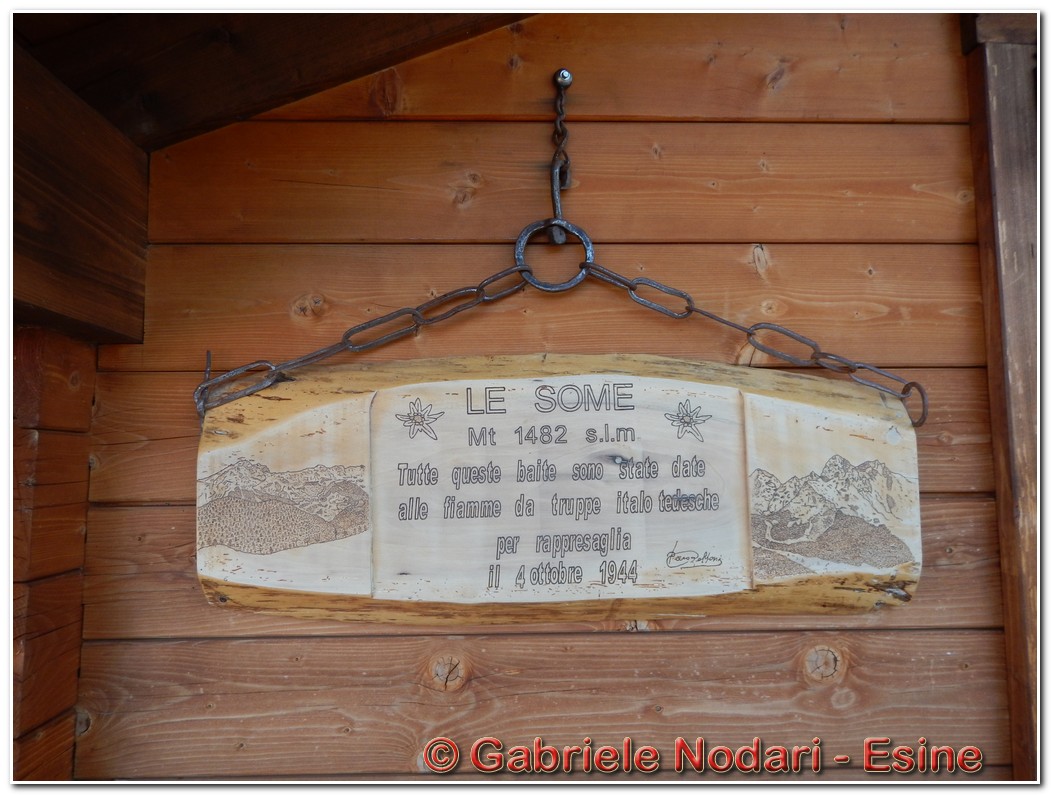 LE SOME
Mt 1482 s.l.m
Tutte queste baite sono state date
alle fiamme da truppe italo tedesche
per rappresaglia
il 4 ottobre 1944
© Gabriele Nodari - Esine